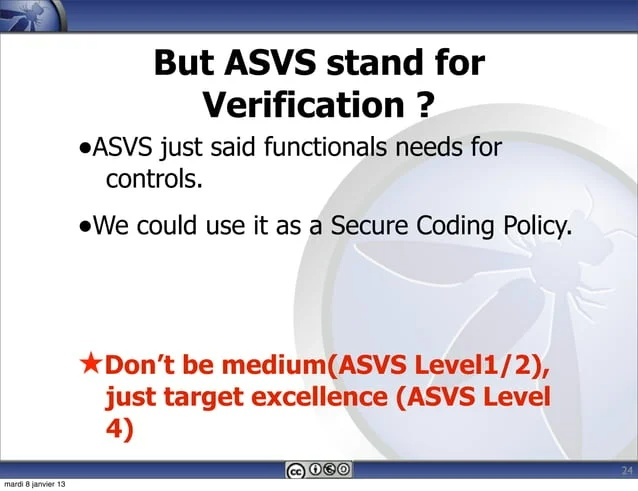 But ASVS stand for
Verification ?
•ASVS just said functionals needs for
controls.
•We could use it as a Secure Coding Policy.
★Don’t be medium(ASVS Level1/2),
just target excellence (ASVS Level
4)
24
mardi 8 janvier 13